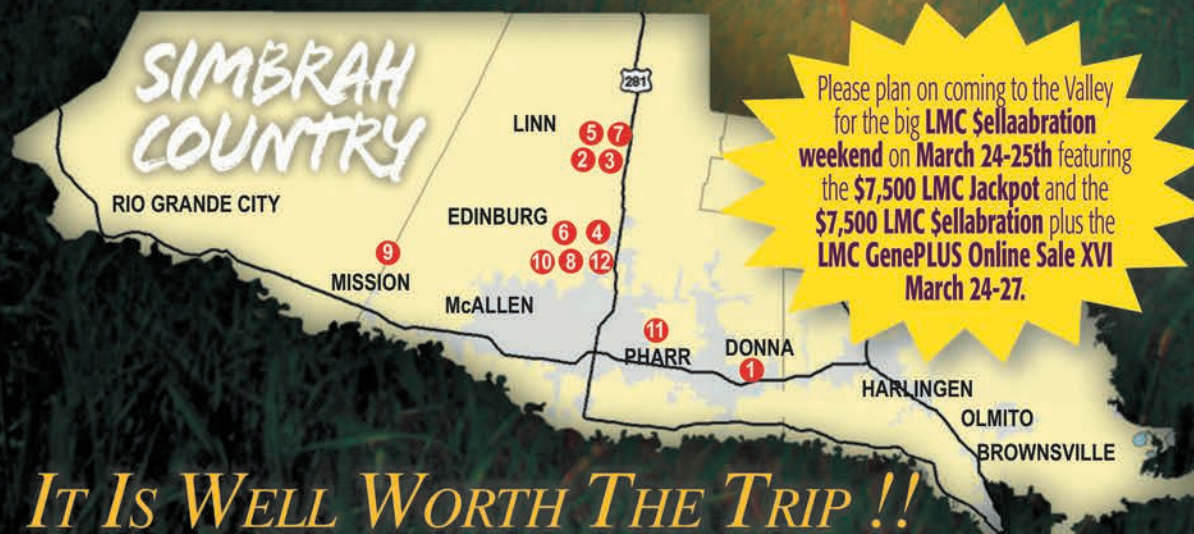 SIMBRAH
COUNTRY
281
LINN
5 7
2 3
RIO GRANDE CITY
EDINBURG
6 4
9
10 8 12
MISSION
McALLEN
11
PHARR
DONNA
1
HARLINGEN
OLMITO
BROWNSVILLE
Please plan on coming to the Valley
for the big LMC $ellaabration
weekend on March 24-25th featuring
the $7,500 LMC Jackpot and the
$7,500 LMC $ellabration plus the
LMC GenePLUS Online Sale XVI
March 24-27.
IT IS WELL WORTH THE TRIP !!